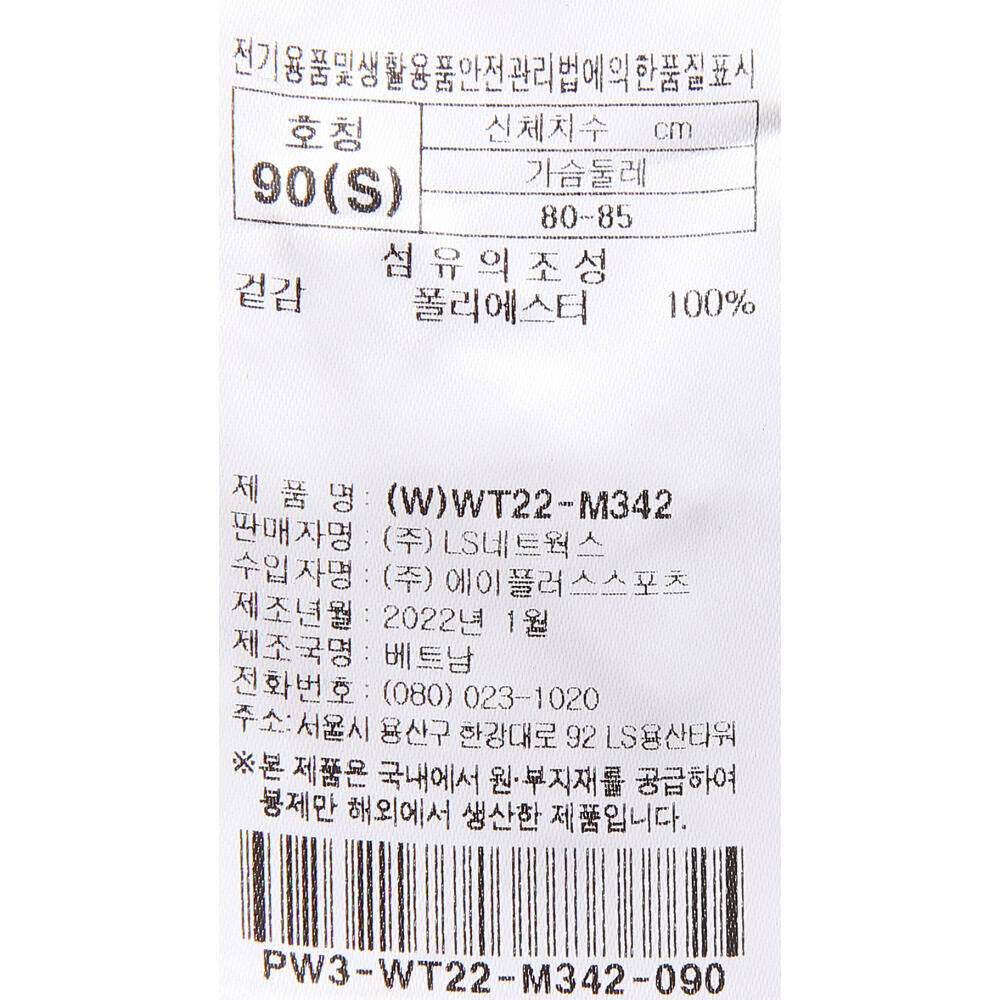 전기용품및생활용품안전관리법에의한품질표시
호칭
90(S)
신체치수 cm
가슴둘레
80-85
섬유의조성
겉감 폴리에스터 100%
제 품 명 : (W)WT22-M342
판매자명 : (주)LS네트웍스
수입자명 : (주)에이플러스스포츠
제조년월 : 2022년 1월
제조국명 : 베트남
전화번호 : (080)023-1020
주소: 서울시 용산구 한강대로 92 LS용산타워
※본 제품은 국내에서 원·부자재를 공급하여
봉제만 해외에서 생산한 제품입니다.
PW3-WT22-M342-090